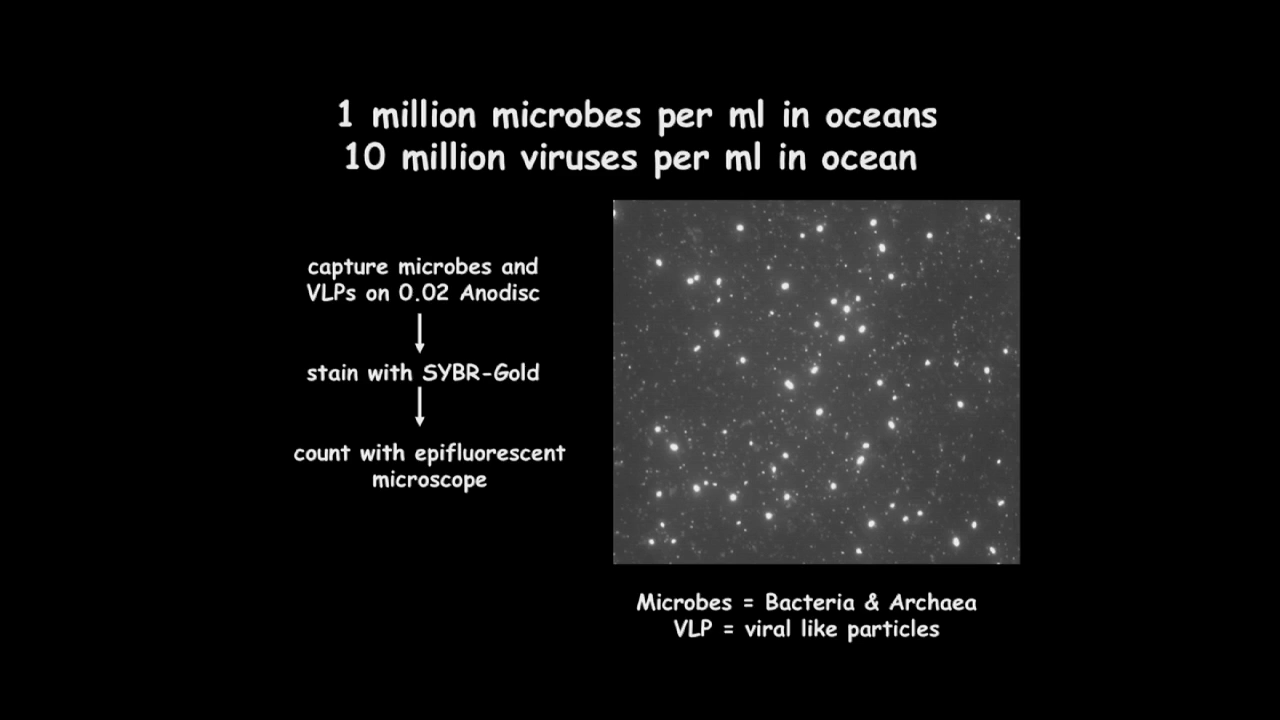 1 million microbes per ml in oceans
10 million viruses per ml in ocean
capture microbes and
VLPs on 0.02 Anodisc
stain with SYBR-Gold
count with epifluorescent
microscope
Microbes = Bacteria & Archaea
VLP = viral like particles